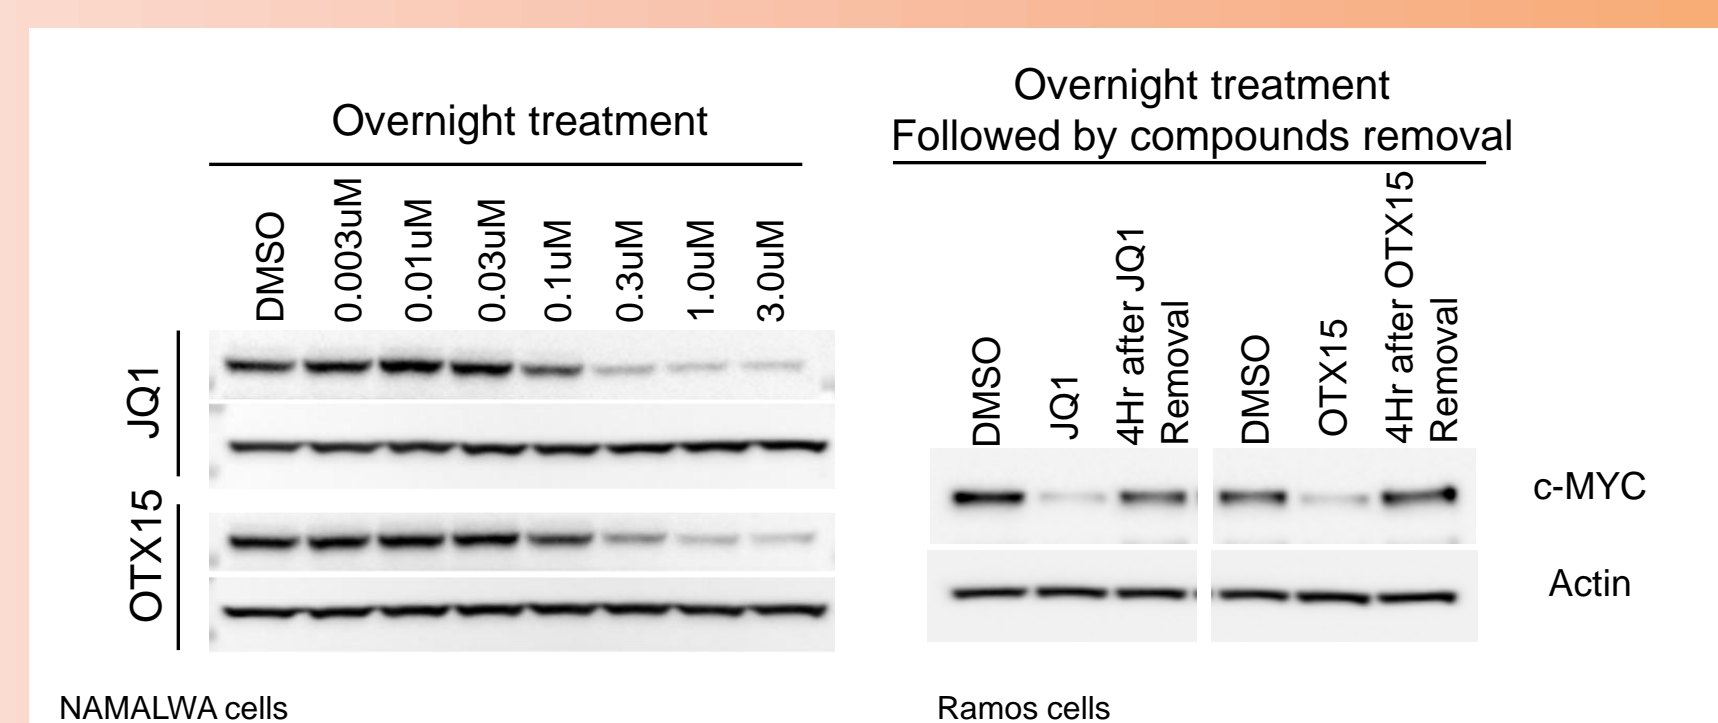 Overnight treatment
DMSO
0.003uM
0.01uM
0.03uM
0.1uM
0.3uM
1.0uM
3.0uM
JQ1
OTX15
NAMALWA cells
Overnight treatment
Followed by compounds removal
DMSO
JQ1
4Hr after JQ1
Removal
DMSO
OTX15
4Hr after OTX15
Removal
c-MYC
Actin
Ramos cells